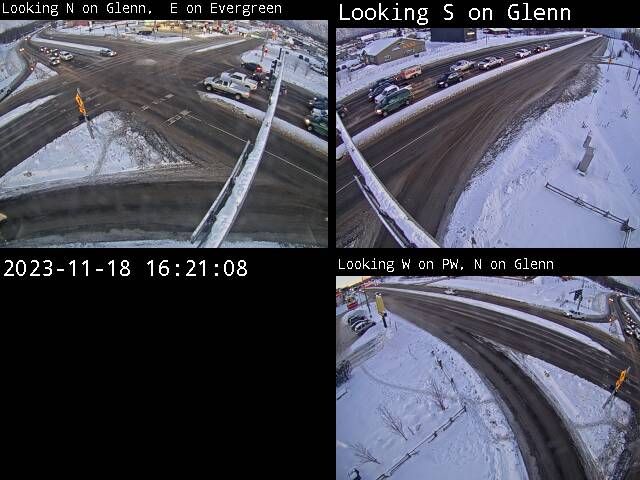 Looking N on Glenn, E on Evergreen
Looking S on Glenn
2023-11-18 16:21:08
Looking W on PW, N on Glenn